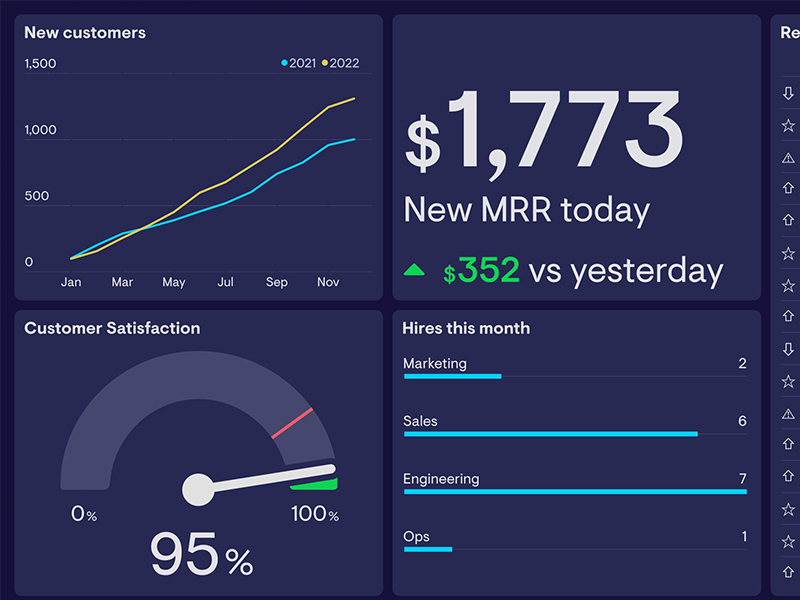 New customers
1,500
2021 2022
1,000
500
0
Jan Mar May Jul Sep Nov
$1,773
New MRR today
$352 vs yesterday
Customer Satisfaction
0% 100%
95%
Hires this month
Marketing 2
Sales 6
Engineering 7
Ops 1